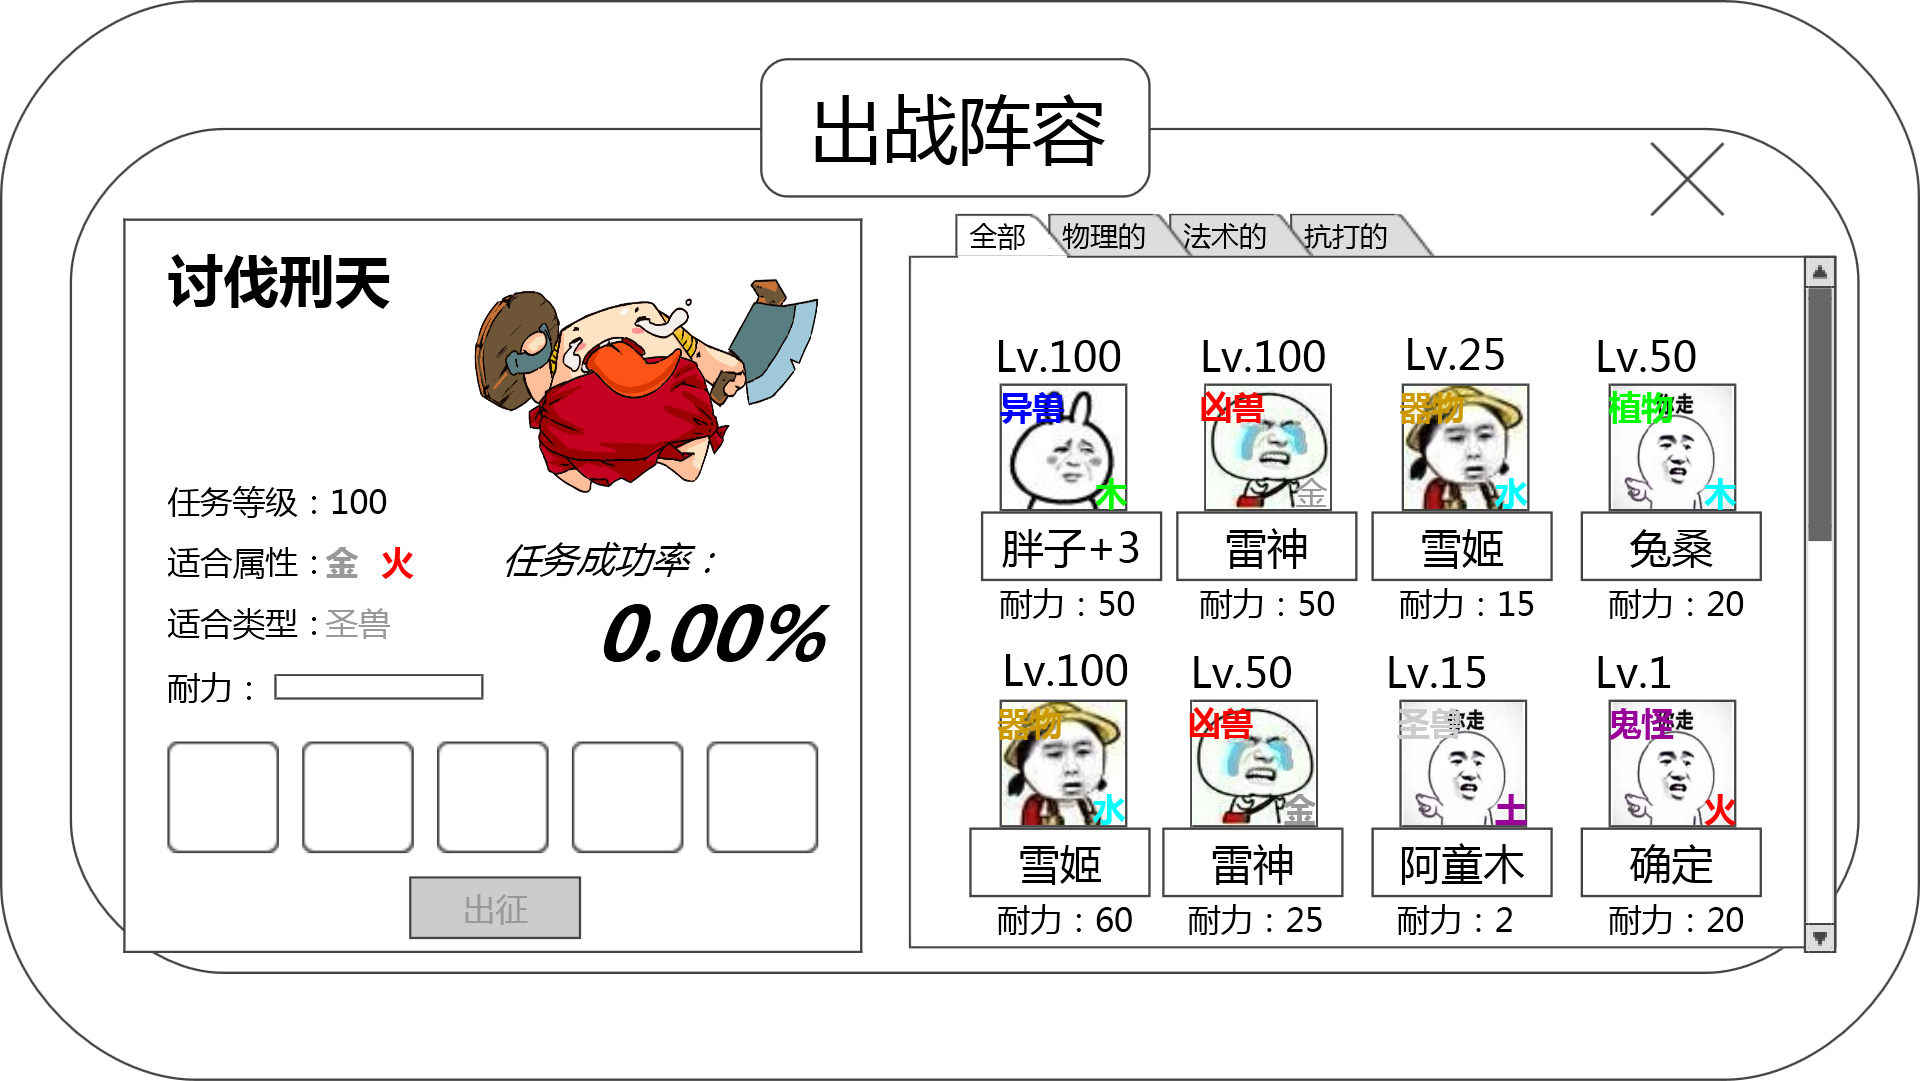 出战阵容
讨伐刑天
任务等级：100
适合属性：金 火
适合类型：圣兽
耐力：
任务成功率：
0.00%
出征
全部 物理的 法术的 抗打的
Lv.100 Lv.100 Lv.25 Lv.50
异兽 凶兽 器物 植物 走
木 金 水 木
胖子+3 雷神 雪姬 兔桑
耐力：50 耐力：50 耐力：15 耐力：20
Lv.100 Lv.50 Lv.15 Lv.1
器物 凶兽 圣兽 你走 鬼怪 走
水 金 土 火
雪姬 雷神 阿童木 确定
耐力：60 耐力：25 耐力：2 耐力：20